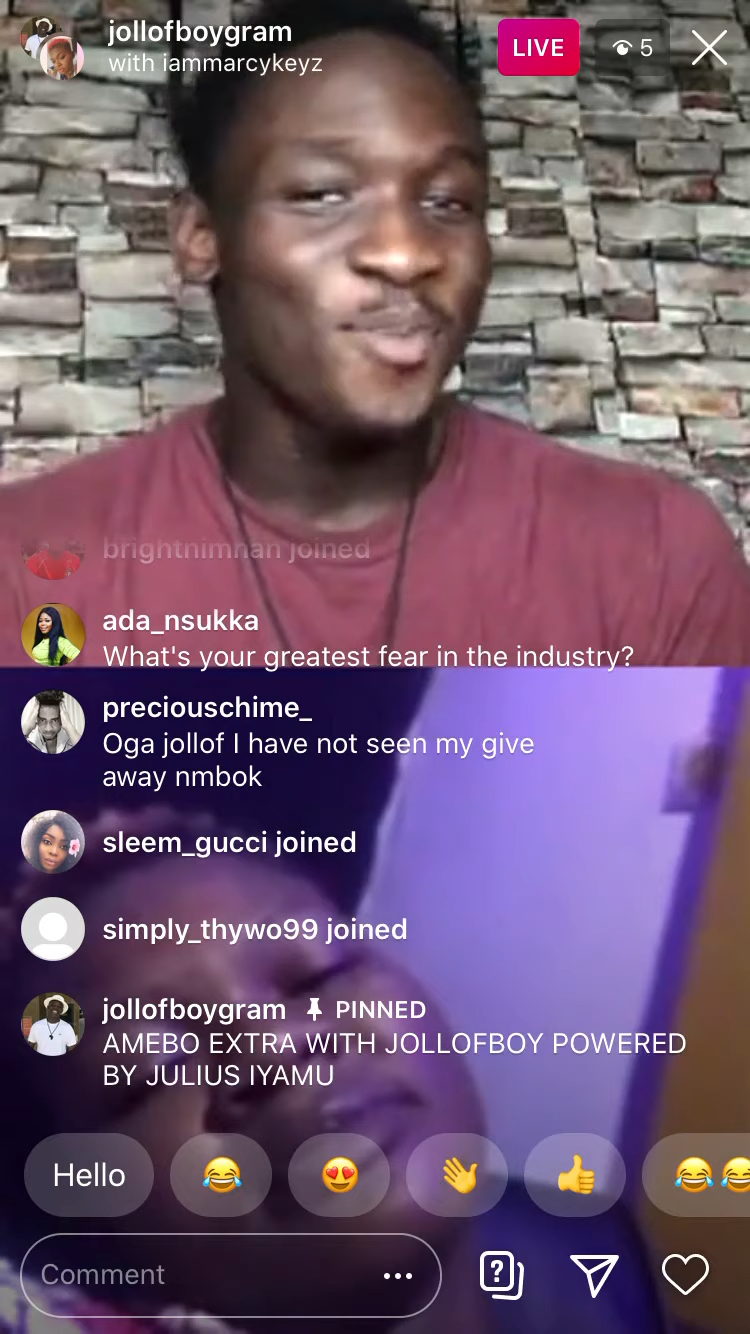 jollofboygram
with iammarcykeyz
LIVE
5
brightnimnan joined
ada_nsukka
What's your greatest fear in the industry?
preciouschime_
Oga jollof I have not seen my give
away nmbok
sleem_gucci joined
simply_thywo99 joined
jollofboygram PINNED
AMEBO EXTRA WITH JOLLOFBOY POWERED
BY JULIUS IYAMU
Hello
Comment